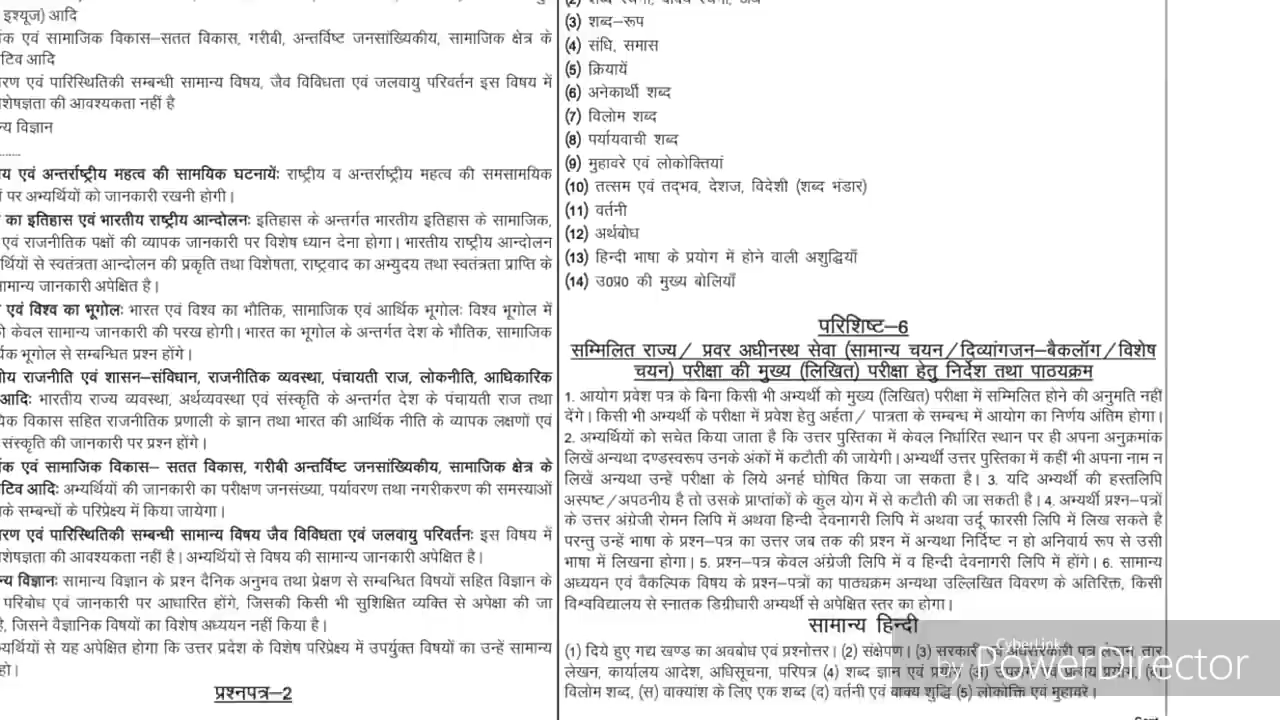 इश्यूज) आदि
क एवं सामाजिक विकास–सतत विकास, गरीबी, अन्तर्विष्ट जनसांख्यिकीय, सामाजिक क्षेत्र के
टिव आदि
रण एवं पारिस्थितिकी सम्बन्धी सामान्य विषय, जैव विविधता एवं जलवायु परिवर्तन इस विषय में
शेषज्ञता की आवश्यकता नहीं है
न्य विज्ञान
य एवं अन्तर्राष्ट्रीय महत्व की सामयिक घटनायेंः राष्ट्रीय व अन्तर्राष्ट्रीय महत्व की समसामयिक
पर अभ्यर्थियों को जानकारी रखनी होगी।
का इतिहास एवं भारतीय राष्ट्रीय आन्दोलनः इतिहास के अन्तर्गत भारतीय इतिहास के सामाजिक,
एवं राजनीतिक पक्षों की व्यापक जानकारी पर विशेष ध्यान देना होगा। भारतीय राष्ट्रीय आन्दोलन
र्थियों से स्वतंत्रता आन्दोलन की प्रकृति तथा विशेषता, राष्ट्रवाद का अभ्युदय तथा स्वतंत्रता प्राप्ति के
ामान्य जानकारी अपेक्षित है।
एवं विश्व का भूगोलः भारत एवं विश्व का भौतिक, सामाजिक एवं आर्थिक भूगोलः विश्व भूगोल में
केवल सामान्य जानकारी की परख होगी। भारत का भूगोल के अन्तर्गत देश के भौतिक, सामाजिक
र्थिक भूगोल से सम्बन्धित प्रश्न होंगे।
ीय राजनीति एवं शासन–संविधान, राजनीतिक व्यवस्था, पंचायती राज, लोकनीति, आधिकारिक
आदिः भारतीय राज्य व्यवस्था, अर्थव्यवस्था एवं संस्कृति के अन्तर्गत देश के पंचायती राज तथा
यिक विकास सहित राजनीतिक प्रणाली के ज्ञान तथा भारत की आर्थिक नीति के व्यापक लक्षणों एवं
संस्कृति की जानकारी पर प्रश्न होंगे।
क एवं सामाजिक विकास– सतत विकास, गरीबी अन्तर्विष्ट जनसांख्यिकीय, सामाजिक क्षेत्र के
टिव आदिः अभ्यर्थियों की जानकारी का परीक्षण जनसंख्या, पर्यावरण तथा नगरीकरण की समस्याओं
के सम्बन्धों के परिप्रेक्ष्य में किया जायेगा।
रण एवं पारिस्थितिकी सम्बन्धी सामान्य विषय जैव विविधता एवं जलवायु परिवर्तनः इस विषय में
शेषज्ञता की आवश्यकता नहीं है। अभ्यर्थियों से विषय की सामान्य जानकारी अपेक्षित है।
न्य विज्ञानः सामान्य विज्ञान के प्रश्न दैनिक अनुभव तथा प्रेक्षण से सम्बन्धित विषयों सहित विज्ञान के
परिबोध एवं जानकारी पर आधारित होंगे, जिसकी किसी भी सुशिक्षित व्यक्ति से अपेक्षा की जा
है, जिसने वैज्ञानिक विषयों का विशेष अध्ययन नहीं किया है।
भ्यर्थियों से यह अपेक्षित होगा कि उत्तर प्रदेश के विशेष परिप्रेक्ष्य में उपर्युक्त विषयों का उन्हें सामान्य
हो।
प्रश्नपत्र–2
(3) शब्द–रूप
(4) संधि, समास
(5) क्रियायें
(6) अनेकार्थी शब्द
(7) विलोम शब्द
(8) पर्यायवाची शब्द
(9) मुहावरे एवं लोकोक्तियां
(10) तत्सम एवं तद्भव, देशज, विदेशी (शब्द भंडार)
(11) वर्तनी
(12) अर्थबोध
(13) हिन्दी भाषा के प्रयोग में होने वाली अशुद्धियाँ
(14) उ0प्र0 की मुख्य बोलियाँ
परिशिष्ट–6
सम्मिलित राज्य/ प्रवर अधीनस्थ सेवा (सामान्य चयन/दिव्यांगजन–बैकलॉग/विशेष
चयन) परीक्षा की मुख्य (लिखित) परीक्षा हेतु निर्देश तथा पाठ्यक्रम
1. आयोग प्रवेश पत्र के बिना किसी भी अभ्यर्थी को मुख्य (लिखित) परीक्षा में सम्मिलित होने की अनुमति नहीं
देंगे। किसी भी अभ्यर्थी के परीक्षा में प्रवेश हेतु अर्हता/ पात्रता के सम्बन्ध में आयोग का निर्णय अंतिम होगा।
2. अभ्यर्थियों को सचेत किया जाता है कि उत्तर पुस्तिका में केवल निर्धारित स्थान पर ही अपना अनुक्रमांक
लिखें अन्यथा दण्डस्वरूप उनके अंकों में कटौती की जायेगी। अभ्यर्थी उत्तर पुस्तिका में कहीं भी अपना नाम न
लिखें अन्यथा उन्हें परीक्षा के लिये अनर्ह घोषित किया जा सकता है। 3. यदि अभ्यर्थी की हस्तलिपि
अस्पष्ट/अपठनीय है तो उसके प्राप्तांकों के कुल योग में से कटौती की जा सकती है। 4. अभ्यर्थी प्रश्न–पत्रों
के उत्तर अंग्रेजी रोमन लिपि में अथवा हिन्दी देवनागरी लिपि में अथवा उर्दू फारसी लिपि में लिख सकते है
परन्तु उन्हें भाषा के प्रश्न–पत्र का उत्तर जब तक की प्रश्न में अन्यथा निर्दिष्ट न हो अनिवार्य रूप से उसी
भाषा में लिखना होगा। 5. प्रश्न–पत्र केवल अंग्रेजी लिपि में व हिन्दी देवनागरी लिपि में होंगे। 6. सामान्य
अध्ययन एवं वैकल्पिक विषय के प्रश्न–पत्रों का पाठ्यक्रम अन्यथा उल्लिखित विवरण के अतिरिक्त, किसी
विश्वविद्यालय से स्नातक डिग्रीधारी अभ्यर्थी से अपेक्षित स्तर का होगा।
सामान्य हिन्दी
(1) दिये हुए गद्य खण्ड का अवबोध एवं प्रश्नोत्तर। (2) संक्षेपण। (3) सरकारी एवं अर्धसरकारी पत्र लेखन, तार
लेखन, कार्यालय आदेश, अधिसूचना, परिपत्र (4) शब्द ज्ञान एवं प्रयोग (अ) उपसर्ग एवं प्रत्यय प्रयोग, (ब)
विलोम शब्द, (स) वाक्यांश के लिए एक शब्द (द) वर्तनी एवं वाक्य शुद्धि (5) लोकोक्ति एवं मुहावरे।
CyberLink
by PowerDirector